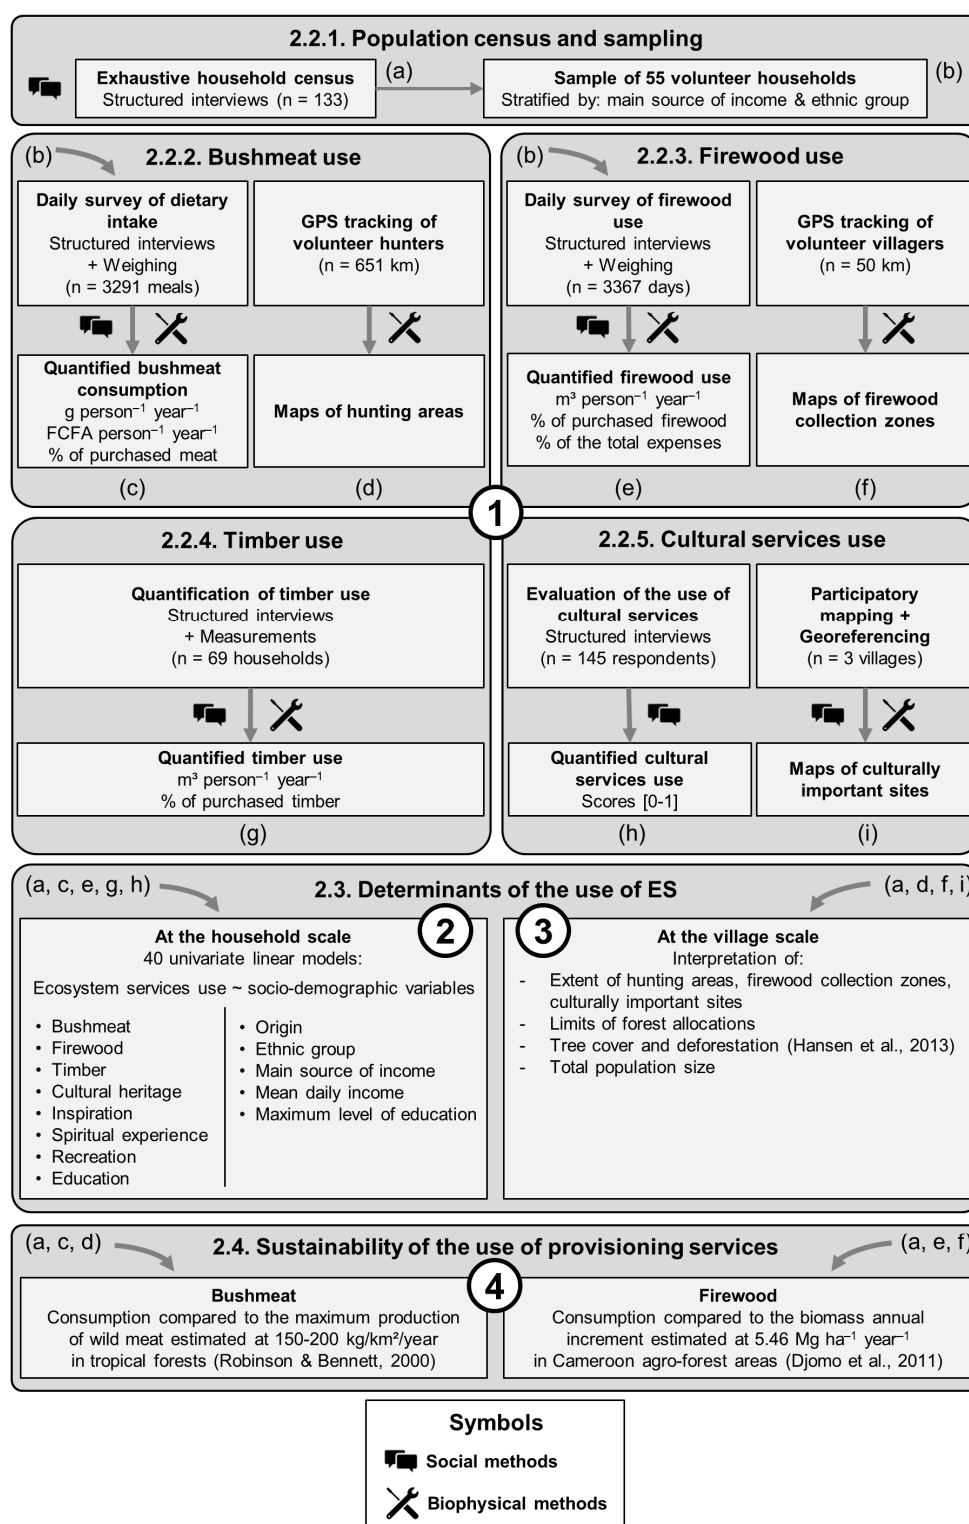 2.2.1. Population census and sampling
Exhaustive household census
Structured interviews (n = 133)
(a)
Sample of 55 volunteer households
Stratified by: main source of income & ethnic group
(b)
(b)
2.2.2. Bushmeat use
Daily survey of dietary
intake
Structured interviews
+ Weighing
(n = 3291 meals)
GPS tracking of
volunteer hunters
(n = 651 km)
Quantified bushmeat
consumption
g person⁻¹ year⁻¹
FCFA person⁻¹ year⁻¹
% of purchased meat
Maps of hunting areas
(c)
(d)
(b)
2.2.3. Firewood use
Daily survey of firewood
use
Structured interviews
+ Weighing
(n = 3367 days)
GPS tracking of
volunteer villagers
(n = 50 km)
Quantified firewood use
m³ person⁻¹ year⁻¹
% of purchased firewood
% of the total expenses
Maps of firewood
collection zones
(e)
(f)
1
2.2.4. Timber use
Quantification of timber use
Structured interviews
+ Measurements
(n = 69 households)
Quantified timber use
m³ person⁻¹ year⁻¹
% of purchased timber
(g)
2.2.5. Cultural services use
Evaluation of the use of
cultural services
Structured interviews
(n = 145 respondents)
Participatory
mapping +
Georeferencing
(n = 3 villages)
Quantified cultural
services use
Scores [0-1]
Maps of culturally
important sites
(h)
(i)
(a, c, e, g, h)
2.3. Determinants of the use of ES
(a, d, f, i)
2
At the household scale
40 univariate linear models:
Ecosystem services use ~ socio-demographic variables
• Bushmeat
• Firewood
• Timber
• Cultural heritage
• Inspiration
• Spiritual experience
• Recreation
• Education
• Origin
• Ethnic group
• Main source of income
• Mean daily income
• Maximum level of education
3
At the village scale
Interpretation of:
- Extent of hunting areas, firewood collection zones,
culturally important sites
- Limits of forest allocations
- Tree cover and deforestation (Hansen et al., 2013)
- Total population size
(a, c, d)
2.4. Sustainability of the use of provisioning services
(a, e, f)
4
Bushmeat
Consumption compared to the maximum production
of wild meat estimated at 150-200 kg/km²/year
in tropical forests (Robinson & Bennett, 2000)
Firewood
Consumption compared to the biomass annual
increment estimated at 5.46 Mg ha⁻¹ year⁻¹
in Cameroon agro-forest areas (Djomo et al., 2011)
Symbols
Social methods
Biophysical methods